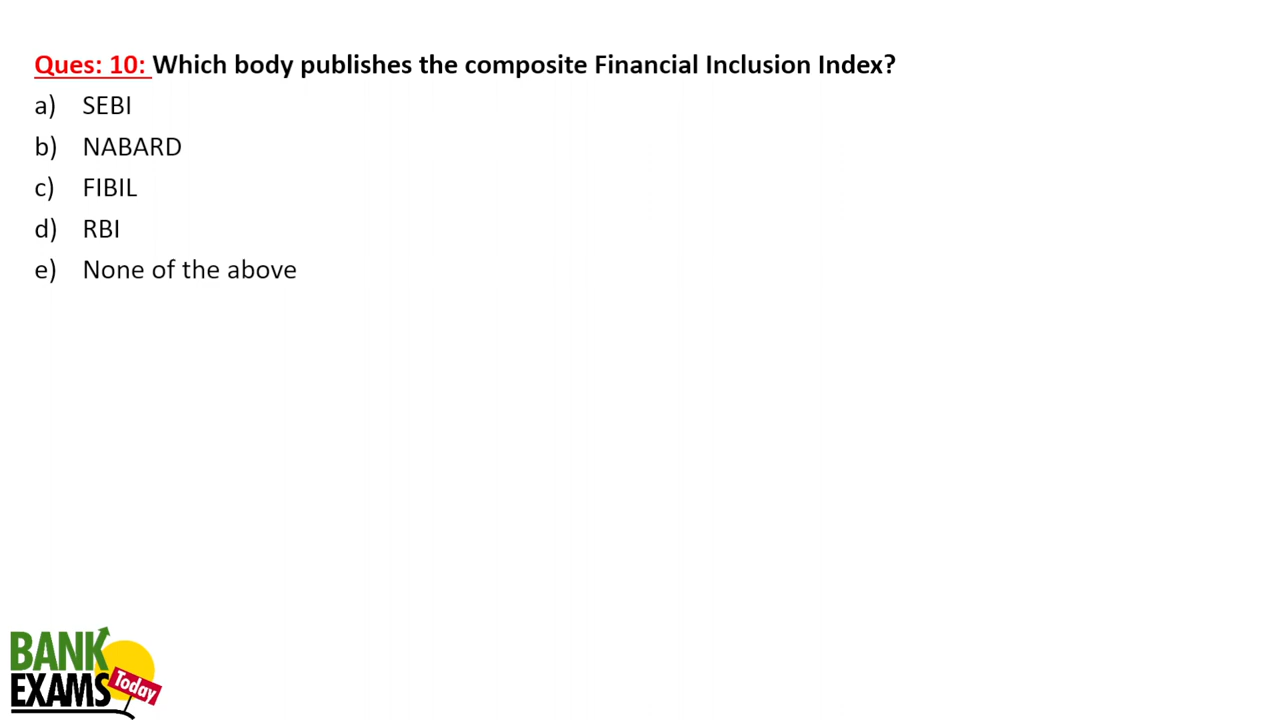 Ques: 10: Which body publishes the composite Financial Inclusion Index?
a) SEBI
b) NABARD
c) FIBIL
d) RBI
e) None of the above
BANK
EXAMS
Today